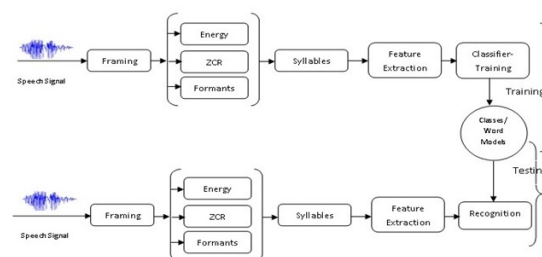 Energy
Framing
ZCR
Syllables
Feature
Extraction
Classifier-
Training
Speech Signal
Formants
Training
Classes/
Word
Models
Testin
Energy
Framing
ZCR
Syllables
Feature
Extraction
Recognition
Speech Signal
Formants